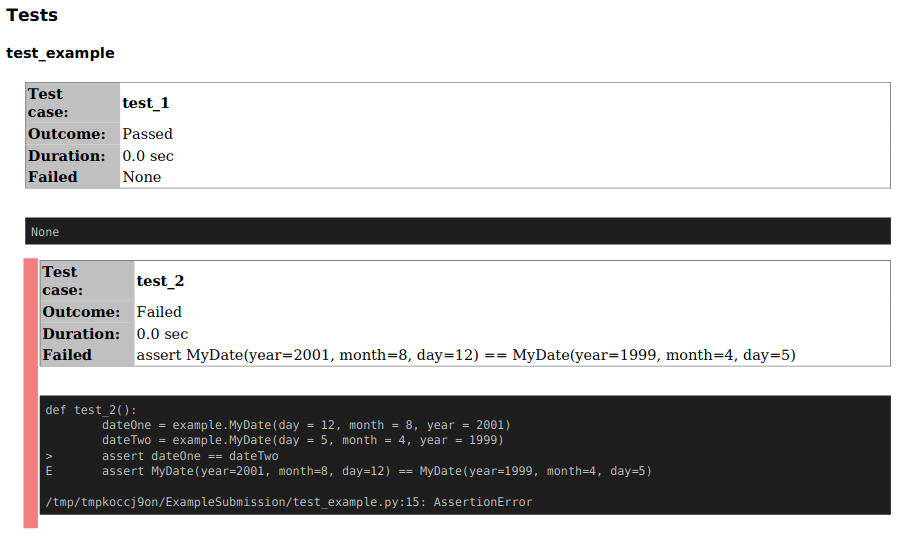 Tests
test_example
Test case: test_1
Outcome: Passed
Duration: 0.0 sec
Failed None
None
Test case: test_2
Outcome: Failed
Duration: 0.0 sec
Failed assert MyDate(year=2001, month=8, day=12) == MyDate(year=1999, month=4, day=5)
def test_2():
        dateOne = example.MyDate(day = 12, month = 8, year = 2001)
        dateTwo = example.MyDate(day = 5, month = 4, year = 1999)
>       assert dateOne == dateTwo
E       assert MyDate(year=2001, month=8, day=12) == MyDate(year=1999, month=4, day=5)
/tmp/tmpkoccj9on/ExampleSubmission/test_example.py:15: AssertionError